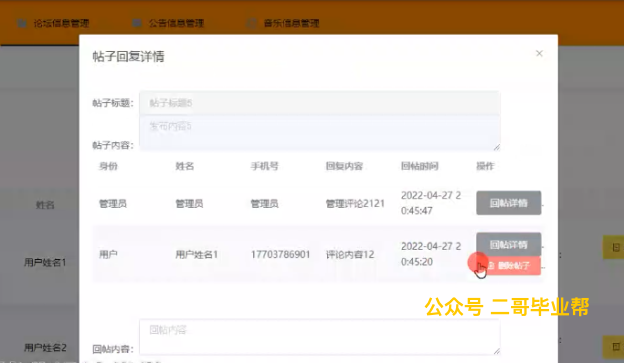 论坛信息管理
公告信息管理
音乐信息管理
帖子回复详情
×
帖子标题：
帖子标题5
发布内容5
帖子内容：
身份 姓名 手机号 回复内容 回帖时间 操作
管理员 管理员 管理员 管理评论2121 2022-04-27 2
0:45:47
回帖详情
用户 用户姓名1 17703786901 评论内容12 2022-04-27 2
0:45:20
回帖详情
删除帖子
姓名
用户姓名1
用户姓名2
公众号 二哥毕业帮
回帖内容
回帖内容：